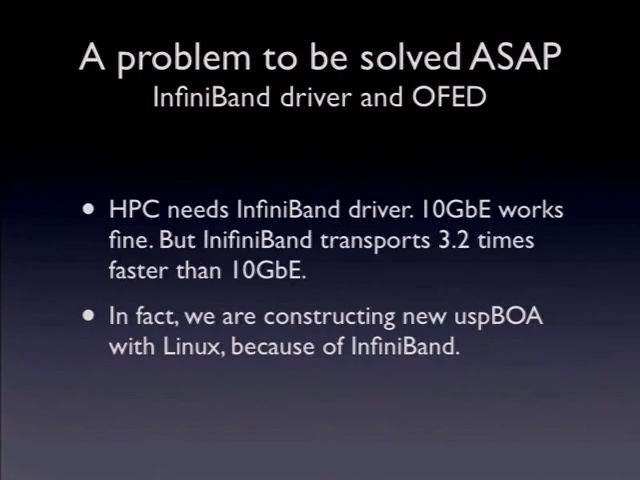 A problem to be solved ASAP
InfiniBand driver and OFED
• HPC needs InfiniBand driver. 10GbE works
fine. But InifiniBand transports 3.2 times
faster than 10GbE.
• In fact, we are constructing new uspBOA
with Linux, because of InfiniBand.